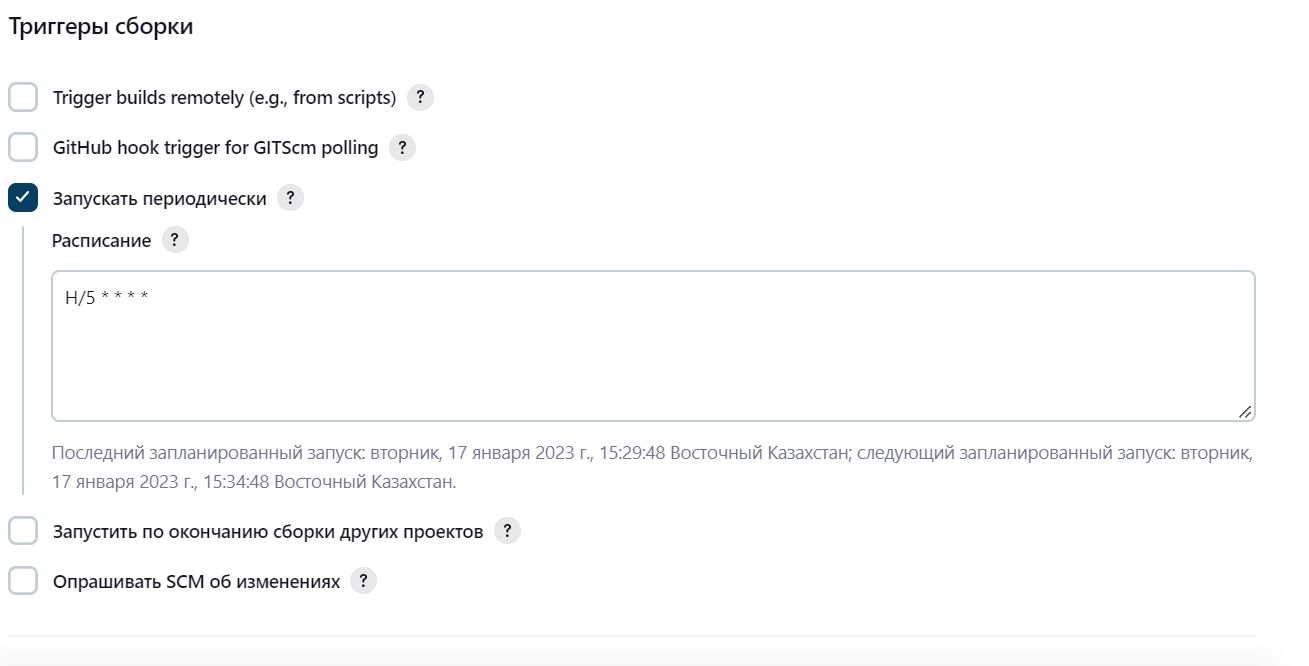 Триггеры сборки
Trigger builds remotely (e.g., from scripts) ?
GitHub hook trigger for GITScm polling ?
Запускать периодически ?
Расписание ?
H/5 * * * *
Последний запланированный запуск: вторник, 17 января 2023 г., 15:29:48 Восточный Казахстан; следующий запланированный запуск: вторник,
17 января 2023 г., 15:34:48 Восточный Казахстан.
Запустить по окончанию сборки других проектов ?
Опрашивать SCM об изменениях ?